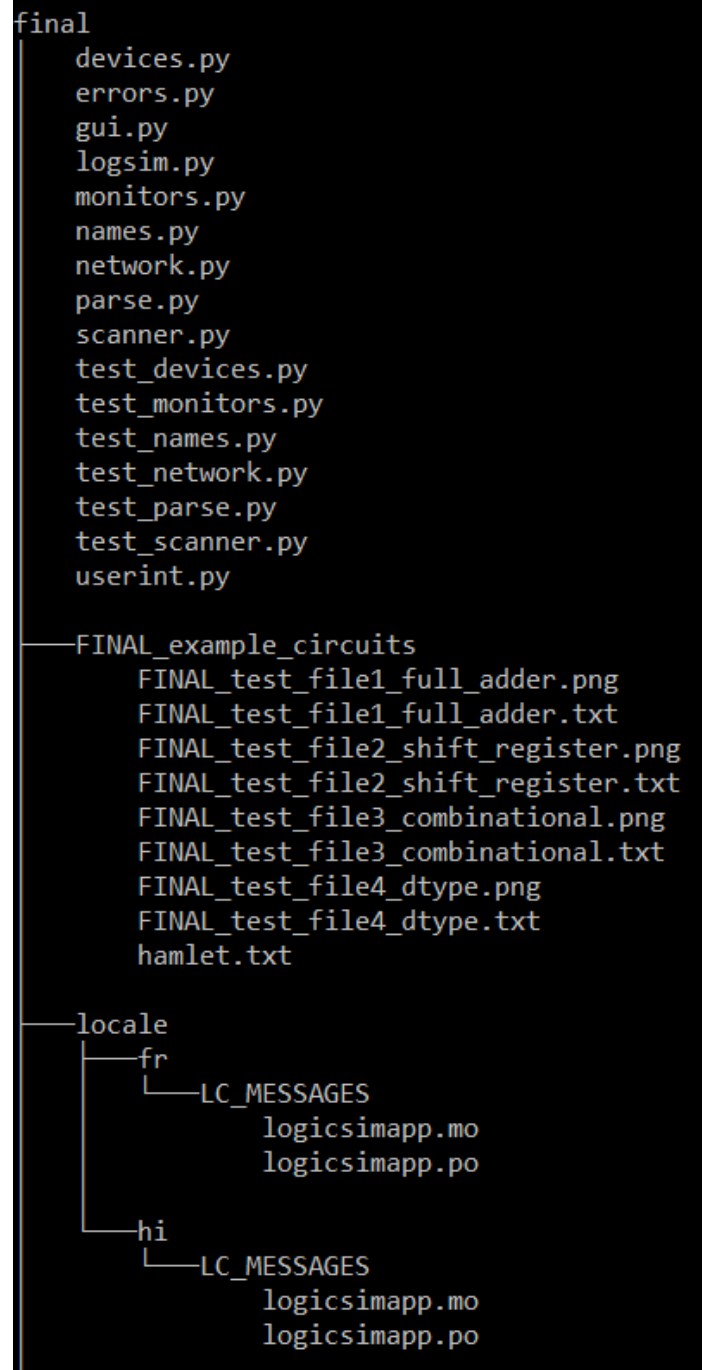 final
devices.py
errors.py
gui.py
logsim.py
monitors.py
names.py
network.py
parse.py
scanner.py
test_devices.py
test_monitors.py
test_names.py
test_network.py
test_parse.py
test_scanner.py
userint.py
FINAL_example_circuits
FINAL_test_file1_full_adder.png
FINAL_test_file1_full_adder.txt
FINAL_test_file2_shift_register.png
FINAL_test_file2_shift_register.txt
FINAL_test_file3_combinational.png
FINAL_test_file3_combinational.txt
FINAL_test_file4_dtype.png
FINAL_test_file4_dtype.txt
hamlet.txt
locale
fr
LC_MESSAGES
logicsimapp.mo
logicsimapp.po
hi
LC_MESSAGES
logicsimapp.mo
logicsimapp.po